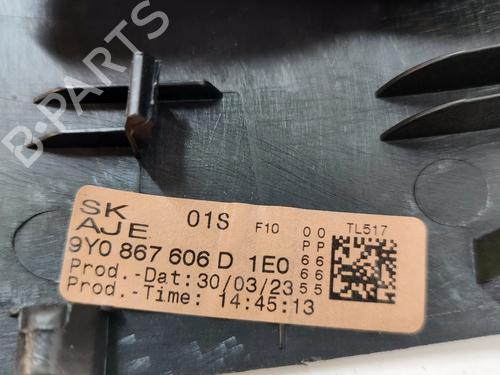 B-PARTS
SK 01S F10 00 TL517
AJE PP
9Y0 867 606 D 1E0 66
Prod.-Dat: 30/03/23 66
Prod.-Time: 14:45:13 55